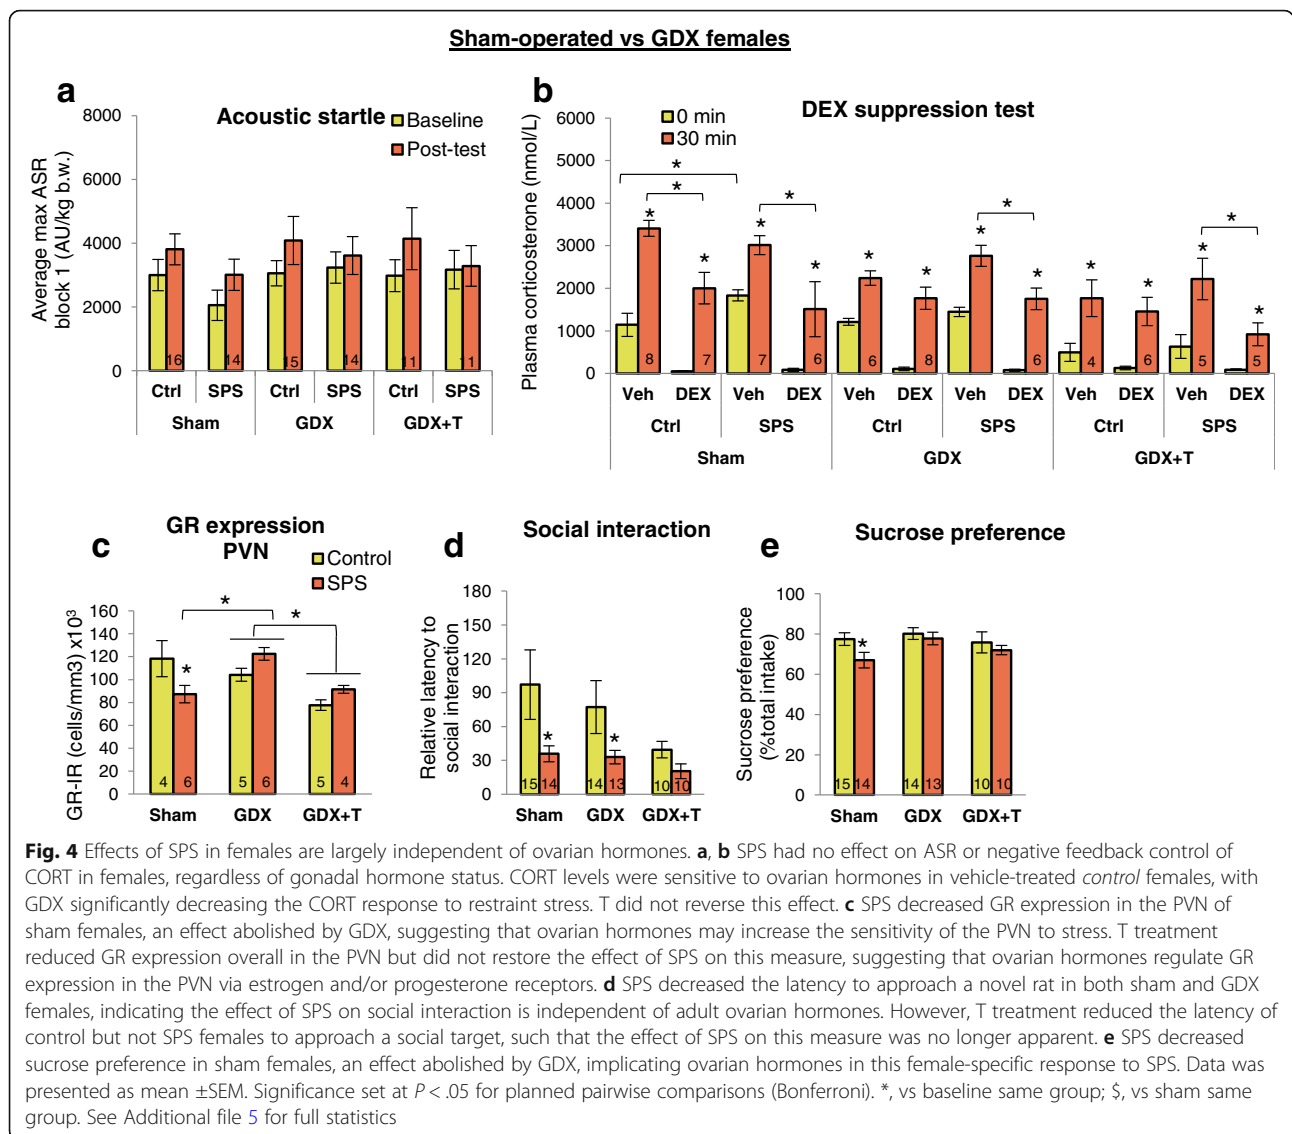 Sham-operated vs GDX females
a
Acoustic startle
Baseline
Post-test
Average max ASR
block 1 (AU/kg b.w.)
8000
6000
4000
2000
0
16 14 15 14 11 11
Ctrl SPS Ctrl SPS Ctrl SPS
Sham GDX GDX+T
b
DEX suppression test
0 min
30 min
Plasma corticosterone (nmol/L)
6000
5000
4000
3000
2000
1000
0
*
* *
* *
* * * * * * * * * * * *
8 7 7 6 6 8 6 4 6 5 5
Veh DEX Veh DEX Veh DEX Veh DEX Veh DEX Veh DEX
Ctrl SPS Ctrl SPS Ctrl SPS
Sham GDX GDX+T
c
GR expression
PVN
Control
SPS
GR-IR (cells/mm3) x10³
160
140
120
100
80
60
40
20
0
* *
*
4 6 5 6 5 4
Sham GDX GDX+T
d
Social interaction
Relative latency to
social interaction
180
150
120
90
60
30
0
* *
15 14 14 13 10 10
Sham GDX GDX+T
e
Sucrose preference
Sucrose preference
(%total intake)
100
80
60
40
20
0
*
15 14 14 13 10 10
Sham GDX GDX+T
Fig. 4 Effects of SPS in females are largely independent of ovarian hormones. a, b SPS had no effect on ASR or negative feedback control of
CORT in females, regardless of gonadal hormone status. CORT levels were sensitive to ovarian hormones in vehicle-treated control females, with
GDX significantly decreasing the CORT response to restraint stress. T did not reverse this effect. c SPS decreased GR expression in the PVN of
sham females, an effect abolished by GDX, suggesting that ovarian hormones may increase the sensitivity of the PVN to stress. T treatment
reduced GR expression overall in the PVN but did not restore the effect of SPS on this measure, suggesting that ovarian hormones regulate GR
expression in the PVN via estrogen and/or progesterone receptors. d SPS decreased the latency to approach a novel rat in both sham and GDX
females, indicating the effect of SPS on social interaction is independent of adult ovarian hormones. However, T treatment reduced the latency of
control but not SPS females to approach a social target, such that the effect of SPS on this measure was no longer apparent. e SPS decreased
sucrose preference in sham females, an effect abolished by GDX, implicating ovarian hormones in this female-specific response to SPS. Data was
presented as mean ±SEM. Significance set at P < .05 for planned pairwise comparisons (Bonferroni). *, vs baseline same group; $, vs sham same
group. See Additional file 5 for full statistics